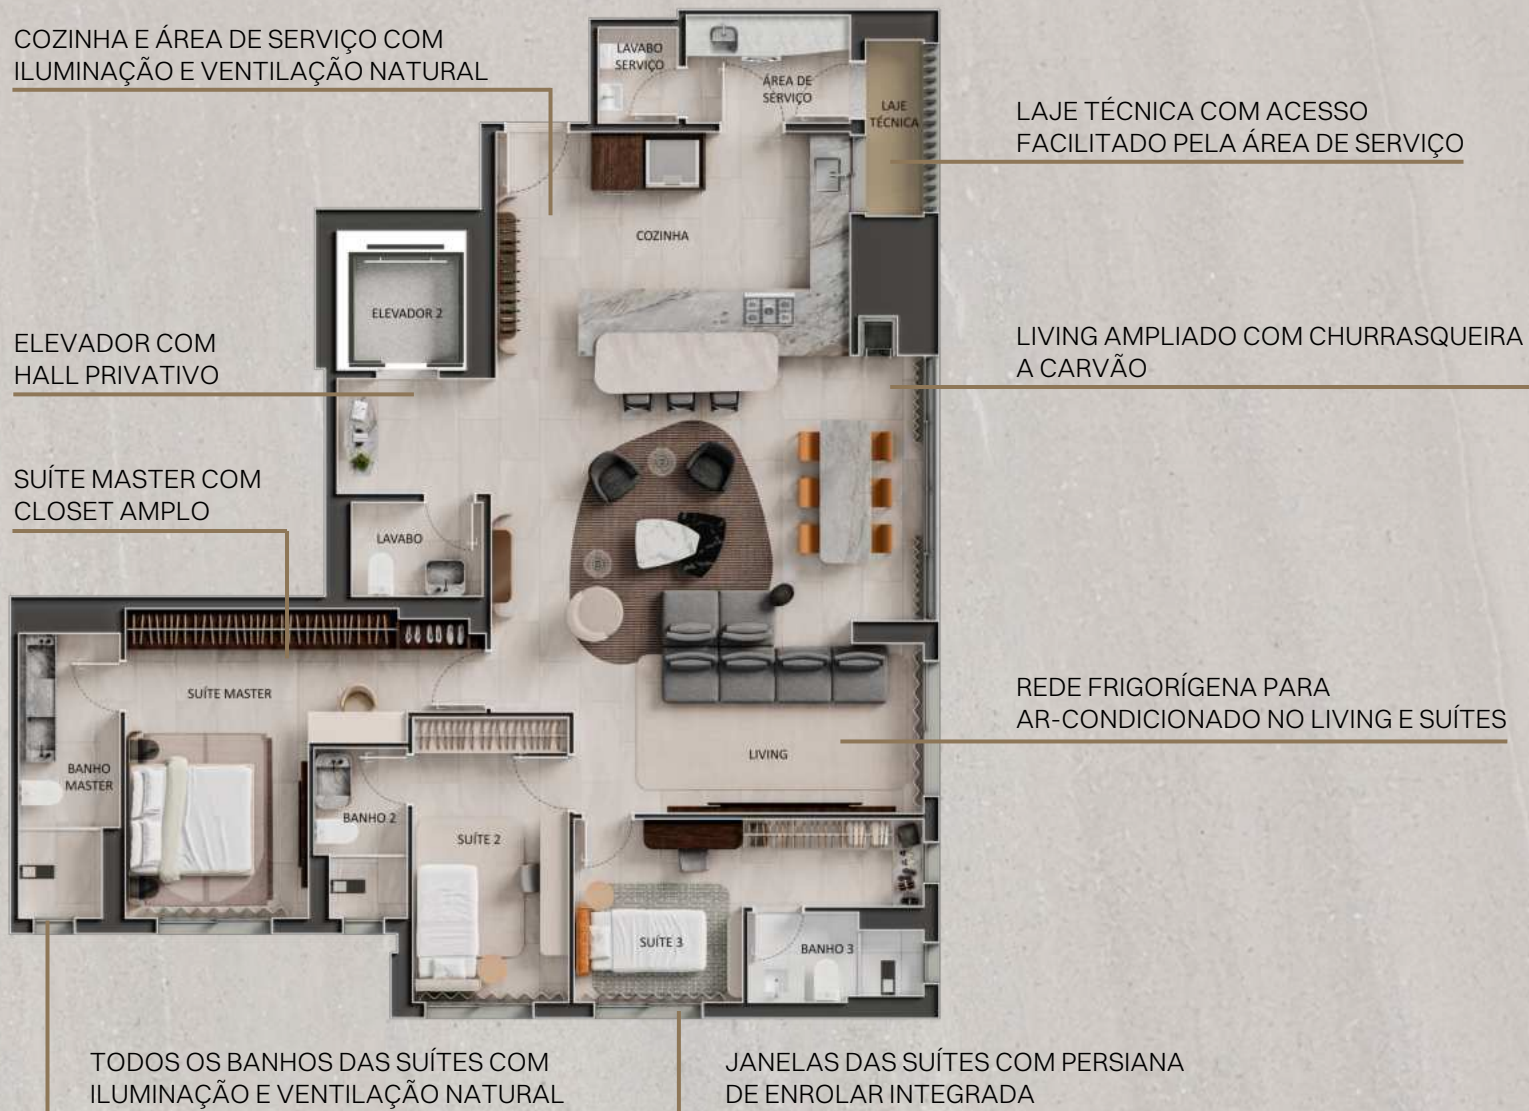 COZINHA E ÁREA DE SERVIÇO COM
ILUMINAÇÃO E VENTILAÇÃO NATURAL
LAVABO
SERVIÇO
ÁREA DE
SERVIÇO
LAJE
TÉCNICA
LAJE TÉCNICA COM ACESSO
FACILITADO PELA ÁREA DE SERVIÇO
COZINHA
ELEVADOR 2
ELEVADOR COM
HALL PRIVATIVO
LIVING AMPLIADO COM CHURRASQUEIRA
A CARVÃO
SUÍTE MASTER COM
CLOSET AMPLO
LAVABO
SUÍTE MASTER
REDE FRIGORÍGENA PARA
AR-CONDICIONADO NO LIVING E SUÍTES
LIVING
BANHO
MASTER
BANHO 2
SUÍTE 2
SUÍTE 3
BANHO 3
TODOS OS BANHOS DAS SUÍTES COM
ILUMINAÇÃO E VENTILAÇÃO NATURAL
JANELAS DAS SUÍTES COM PERSIANA
DE ENROLAR INTEGRADA